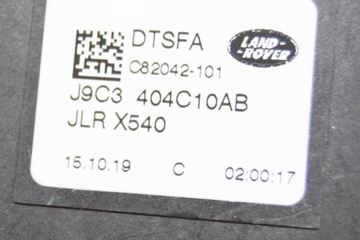 DTSFA
LAND-
-ROVER
C82042-101
J9C3 404C10AB
JLR X540
15.10.19 C 02:00:17